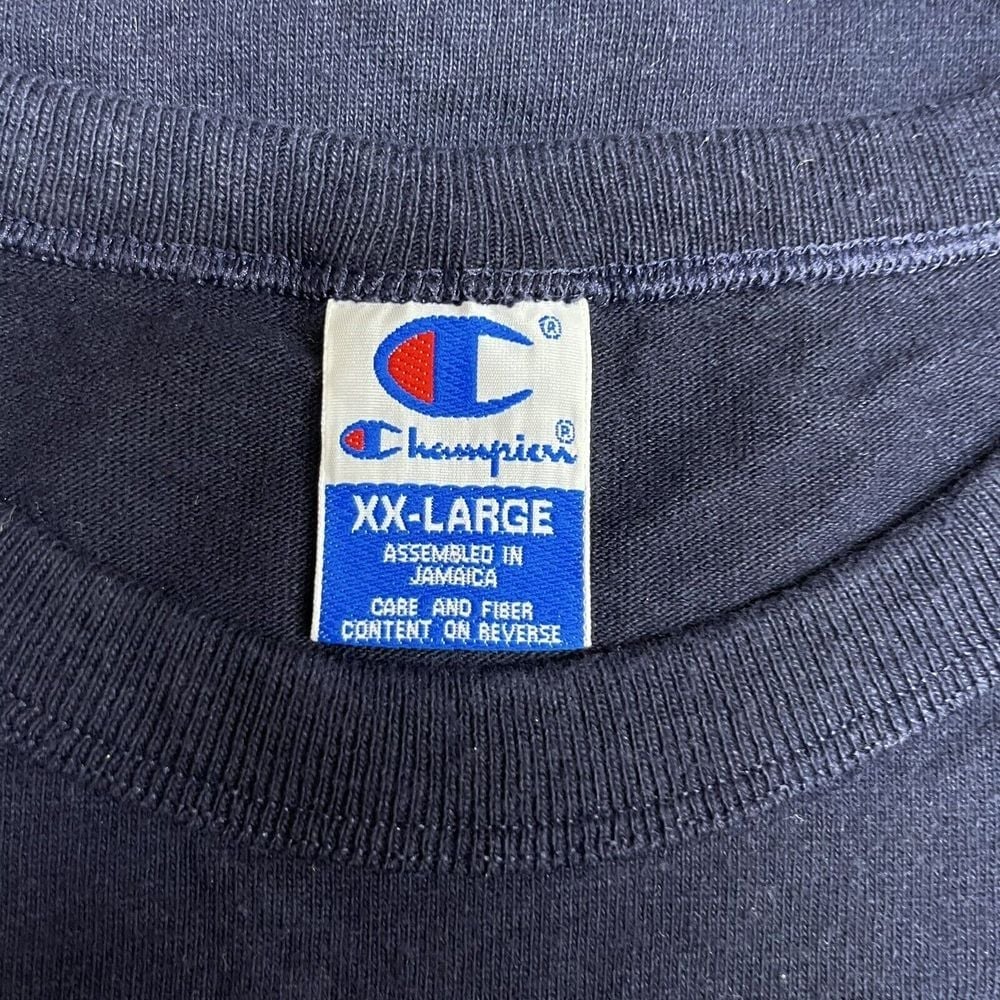 ®
Champion®
XX-LARGE
ASSEMBLED IN
JAMAICA
CARE AND FIBER
CONTENT ON REVERSE